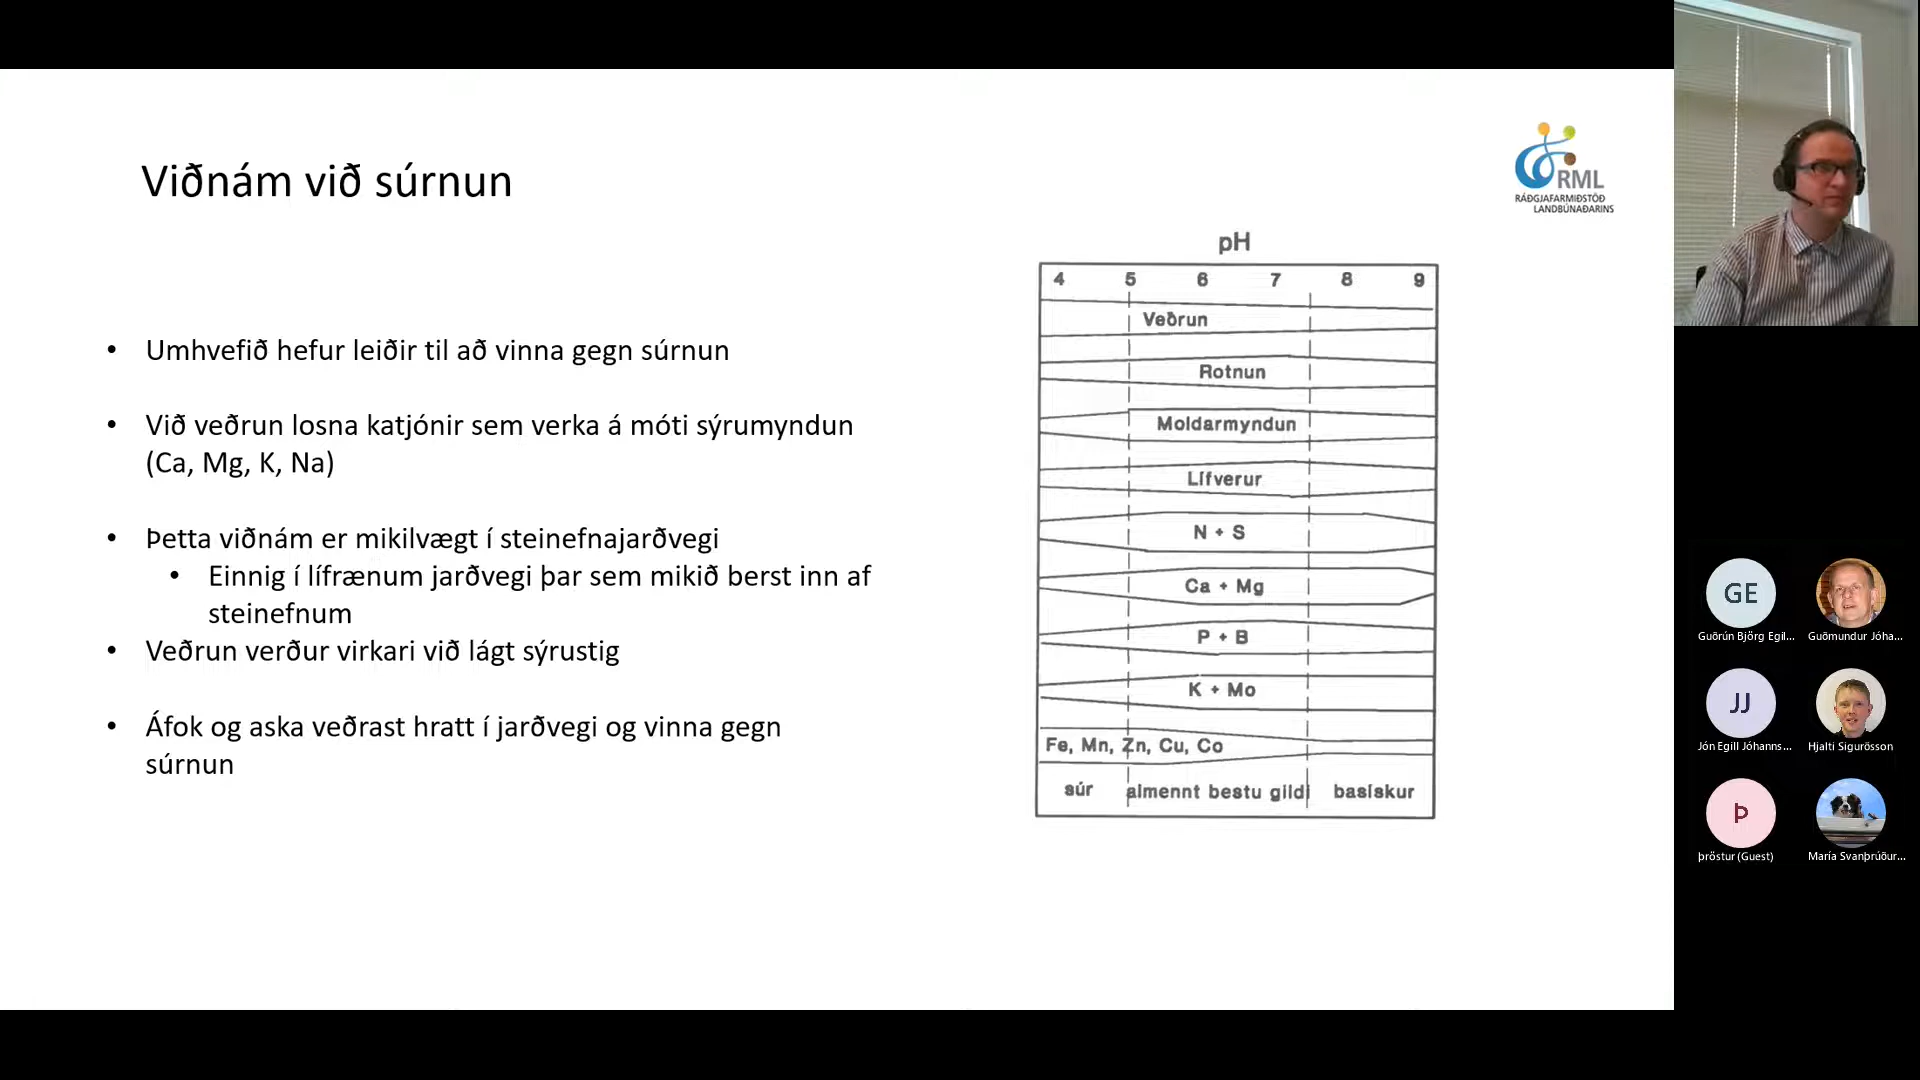 Viðnám við súrnun
RML
RÁÐGJAFARMIÐSTÖÐ
LANDBÚNAÐARINS
• Umhvefið hefur leiðir til að vinna gegn súrnun
• Við veðrun losna katjónir sem verka á móti sýrumyndun
(Ca, Mg, K, Na)
• Þetta viðnám er mikilvægt í steinefnajarðvegi
• Einnig í lífrænum jarðvegi þar sem mikið berst inn af
steinefnum
• Veðrun verður virkari við lágt sýrustig
• Áfok og aska veðrast hratt í jarðvegi og vinna gegn
súrnun
pH
4 5 6 7 8 9
Veðrun
Rotnun
Moldarmyndun
Lífverur
N + S
Ca + Mg
P + B
K + Mo
Fe, Mn, Zn, Cu, Co
súr almennt bestu gildi basískur
GE
Guðrún Björg Egil...
Guðmundur Jóha...
JJ
Jón Egill Jóhanns...
Hjalti Sigurðsson
Þ
þröstur (Guest)
María Svanþrúður...